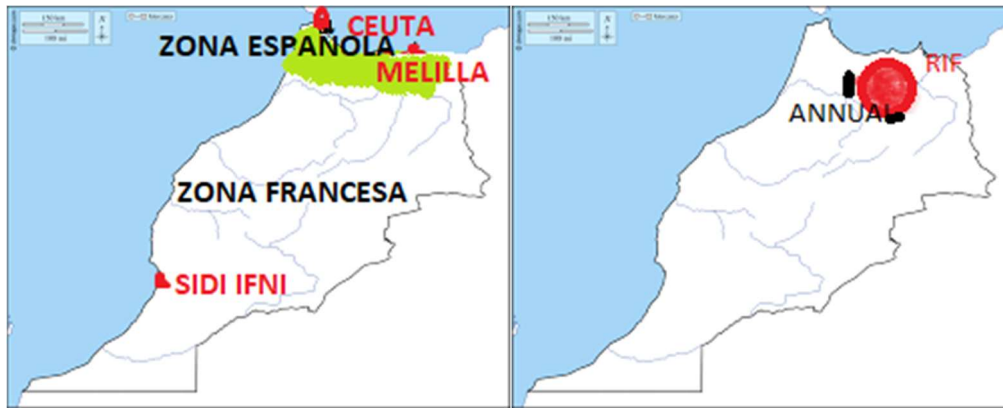 CEUTA
ZONA ESPAÑOLA
MELILLA
ZONA FRANCESA
SIDI IFNI
RIF
ANNUAL